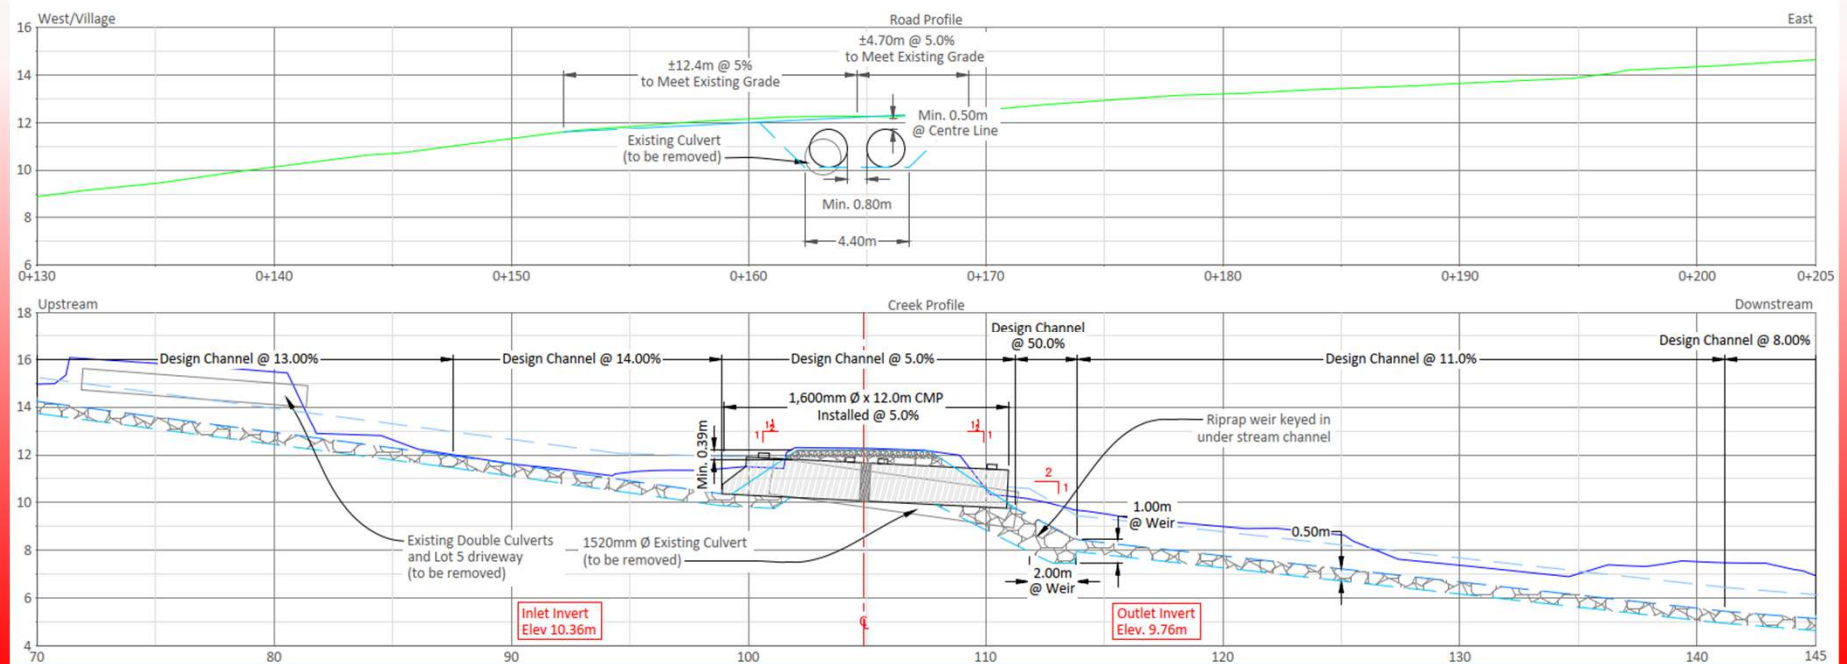 West/Village
Road Profile
East
±4.70m @ 5.0%
to Meet Existing Grade
±12.4m @ 5%
to Meet Existing Grade
Min. 0.50m
@ Centre Line
Existing Culvert
(to be removed)
Min. 0.80m
4.40m
16
14
12
10
8
6
0+130
0+140
0+150
0+160
0+170
0+180
0+190
0+200
0+205
Upstream
Creek Profile
Downstream
Design Channel @ 13.00%
Design Channel @ 14.00%
Design Channel @ 5.0%
Design Channel
@ 50.0%
Design Channel @ 11.0%
Design Channel @ 8.00%
1,600mm Ø x 12.0m CMP
Installed @ 5.0%
Min. 0.39m
1½
1
1½
1
2
1
Riprap weir keyed in
under stream channel
1.00m
@ Weir
0.50m
2.00m
@ Weir
Existing Double Culverts
and Lot 5 driveway
(to be removed)
1520mm Ø Existing Culvert
(to be removed)
Inlet Invert
Elev 10.36m
Outlet Invert
Elev. 9.76m
18
16
14
12
10
8
6
4
70
80
90
100
110
120
130
140
145